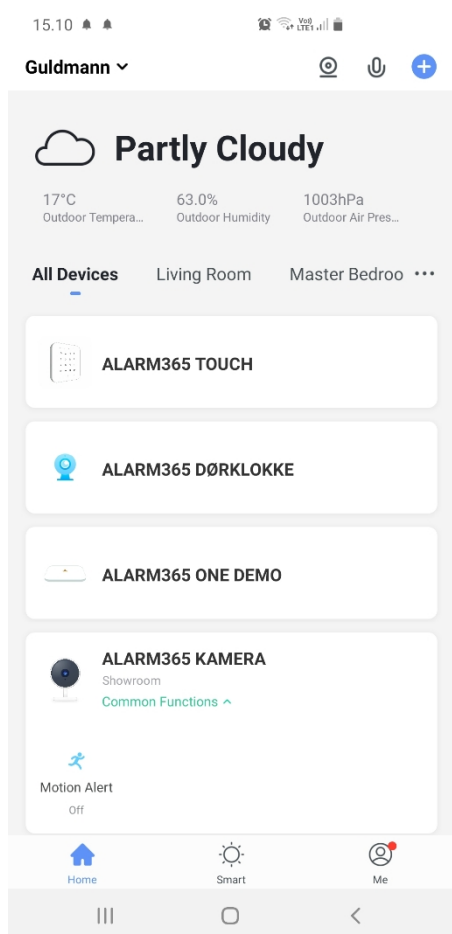 15.10
Vo))
LTE1
Guldmann
Partly Cloudy
17°C 63.0% 1003hPa
Outdoor Tempera... Outdoor Humidity Outdoor Air Pres...
All Devices Living Room Master Bedroo
ALARM365 TOUCH
ALARM365 DØRKLOKKE
ALARM365 ONE DEMO
ALARM365 KAMERA
Showroom
Common Functions
Motion Alert
Off
Home Smart Me